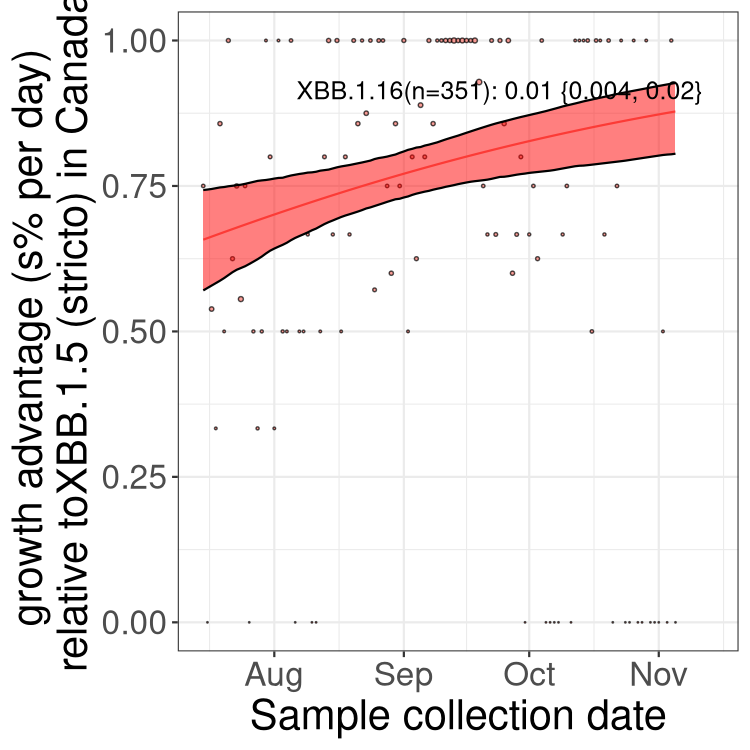 growth advantage (s% per day)
relative toXBB.1.5 (stricto) in Canada
1.00
0.75
0.50
0.25
0.00
XBB.1.16(n=351): 0.01 {0.004, 0.02}
Aug Sep Oct Nov
Sample collection date